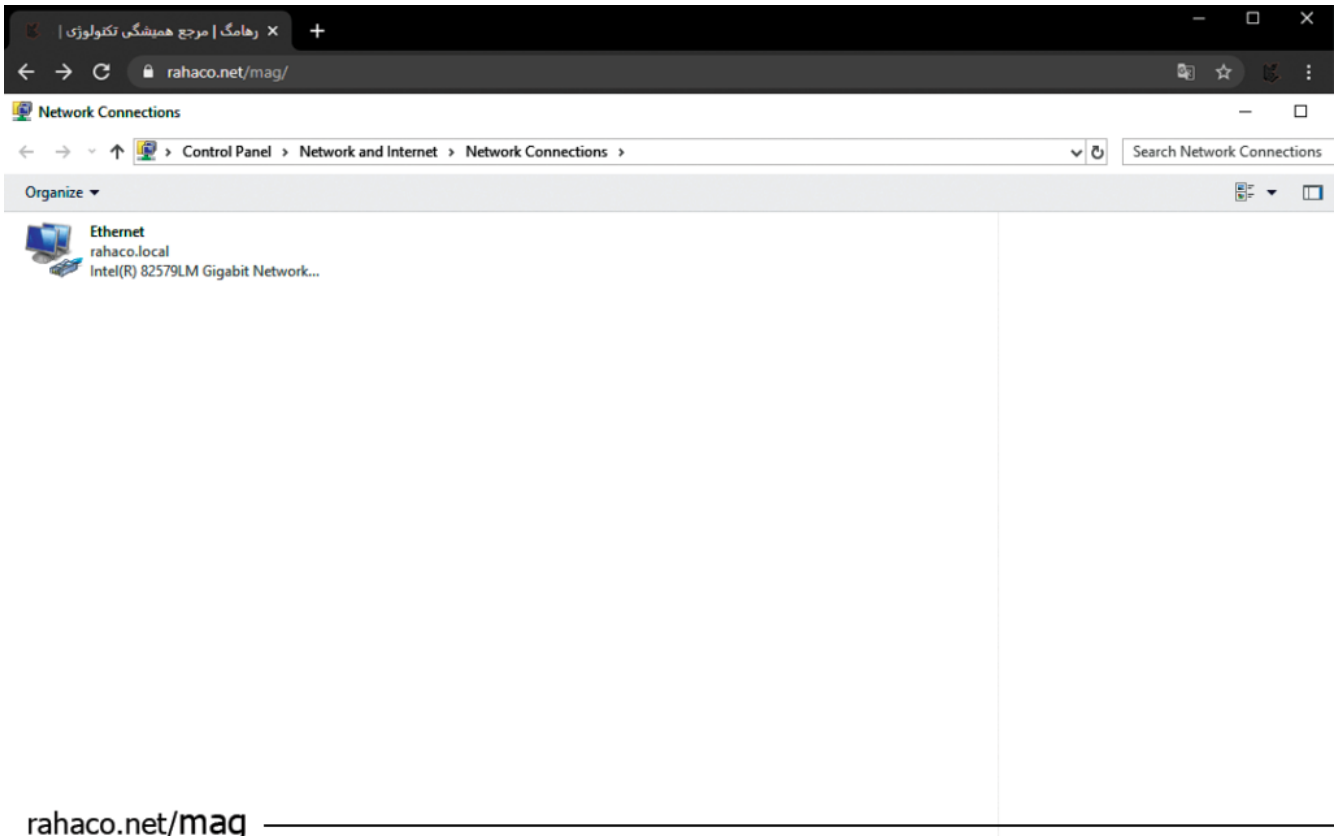 رهامگ | مرجع همیشگی تکنولوژی |
rahaco.net/mag/
Network Connections
Control Panel > Network and Internet > Network Connections >
Search Network Connections
Organize
Ethernet
rahaco.local
Intel(R) 82579LM Gigabit Network...
rahaco.net/mag